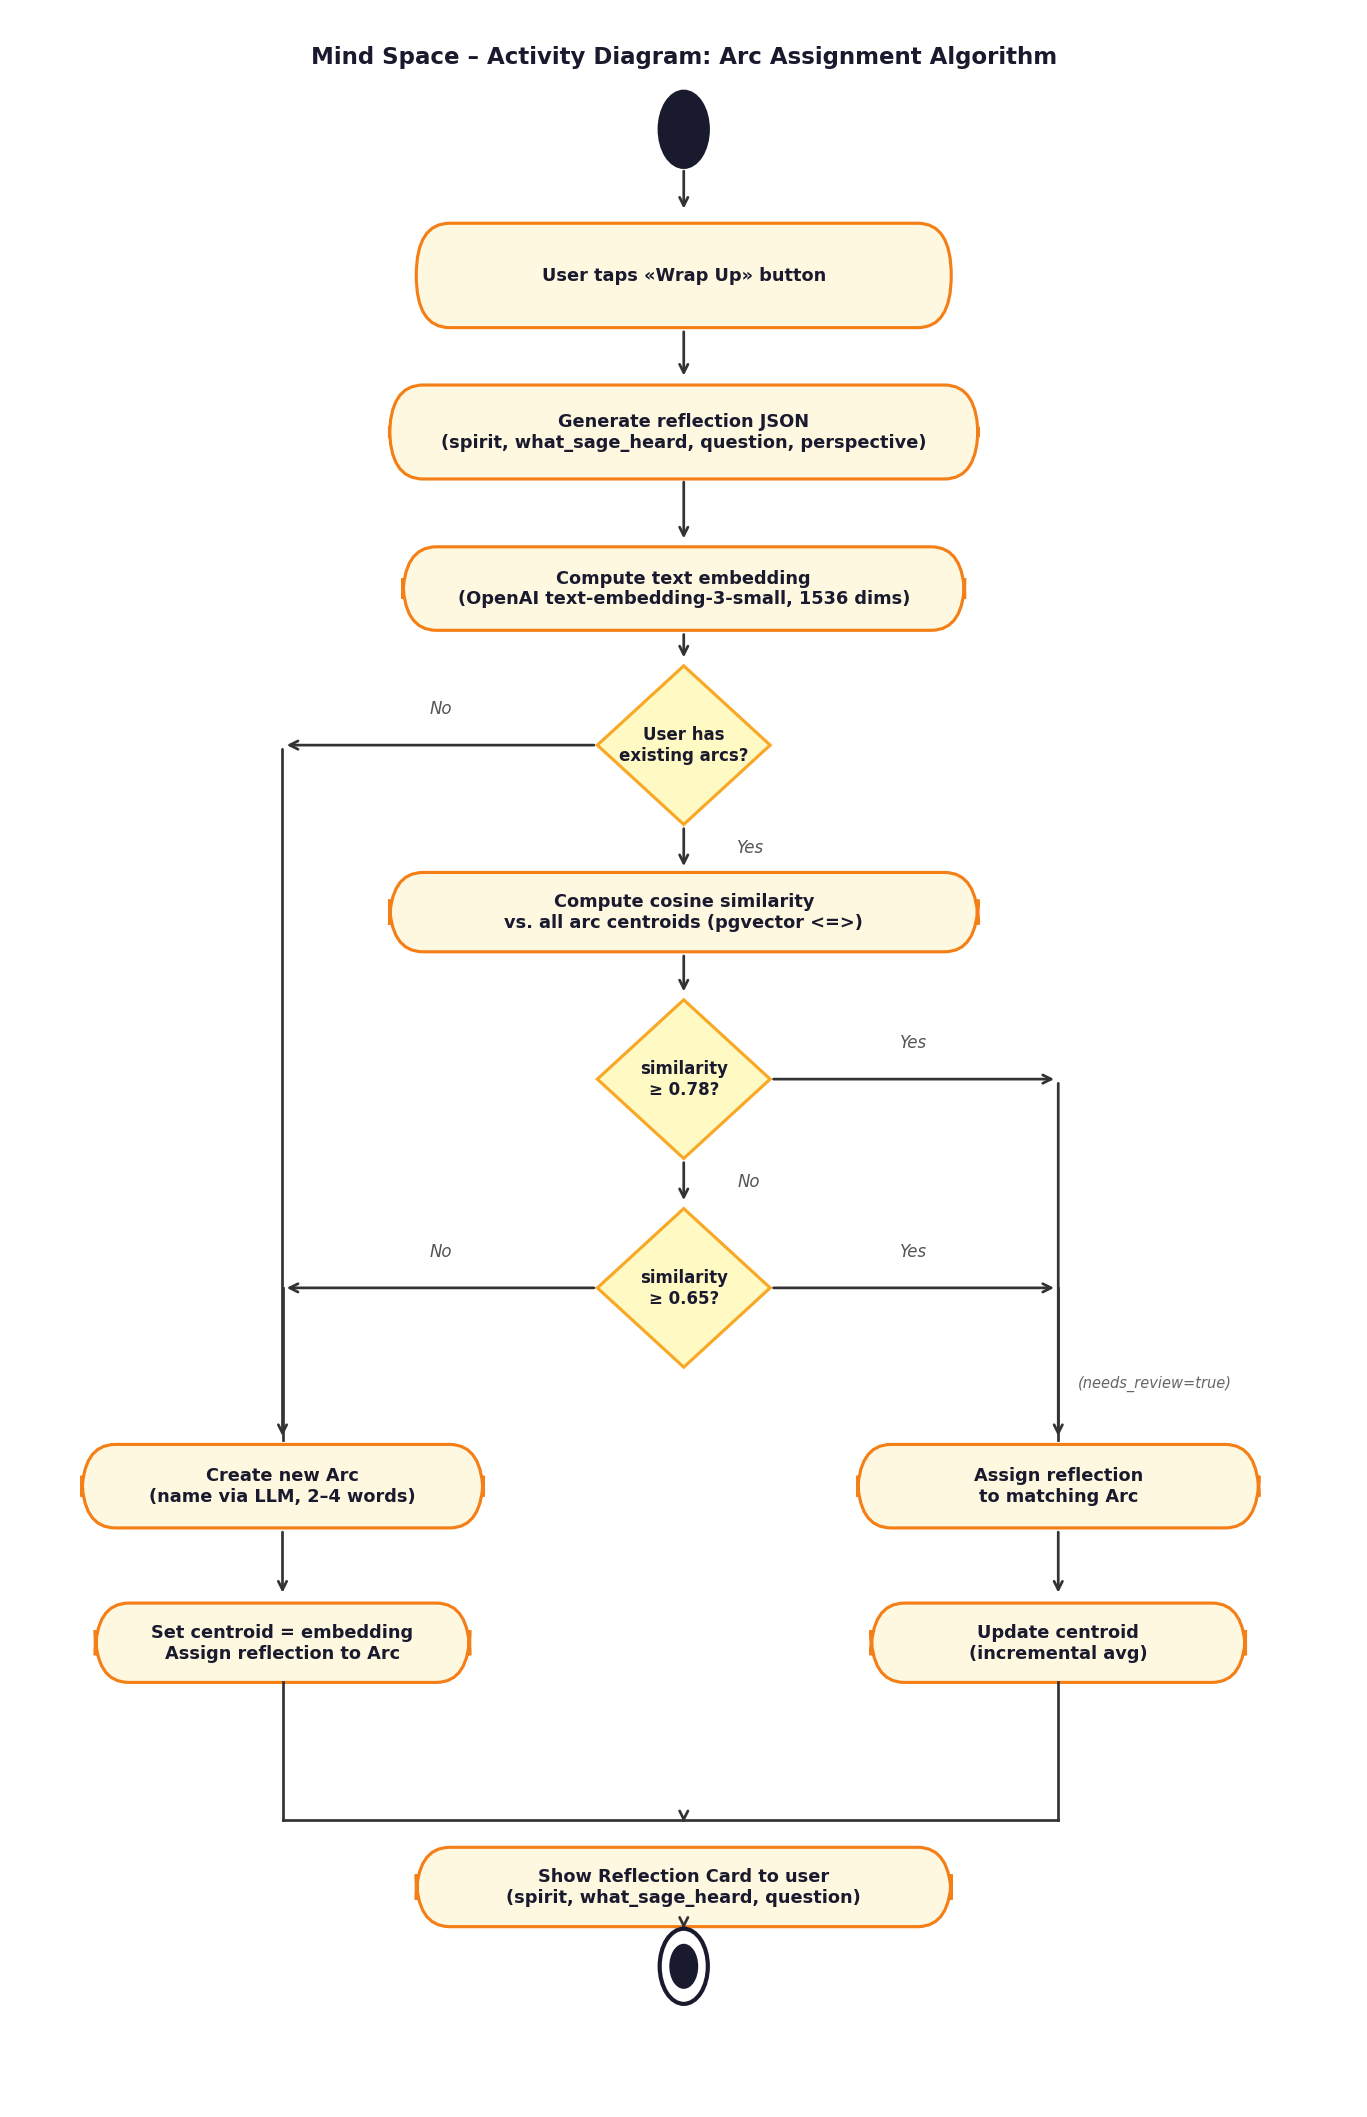 Mind Space – Activity Diagram: Arc Assignment Algorithm
User taps «Wrap Up» button
Generate reflection JSON
(spirit, what_sage_heard, question, perspective)
Compute text embedding
(OpenAI text-embedding-3-small, 1536 dims)
No
User has
existing arcs?
Yes
Compute cosine similarity
vs. all arc centroids (pgvector <=>)
Yes
similarity
≥ 0.78?
No
No
Yes
similarity
≥ 0.65?
(needs_review=true)
Create new Arc
(name via LLM, 2–4 words)
Assign reflection
to matching Arc
Set centroid = embedding
Assign reflection to Arc
Update centroid
(incremental avg)
Show Reflection Card to user
(spirit, what_sage_heard, question)